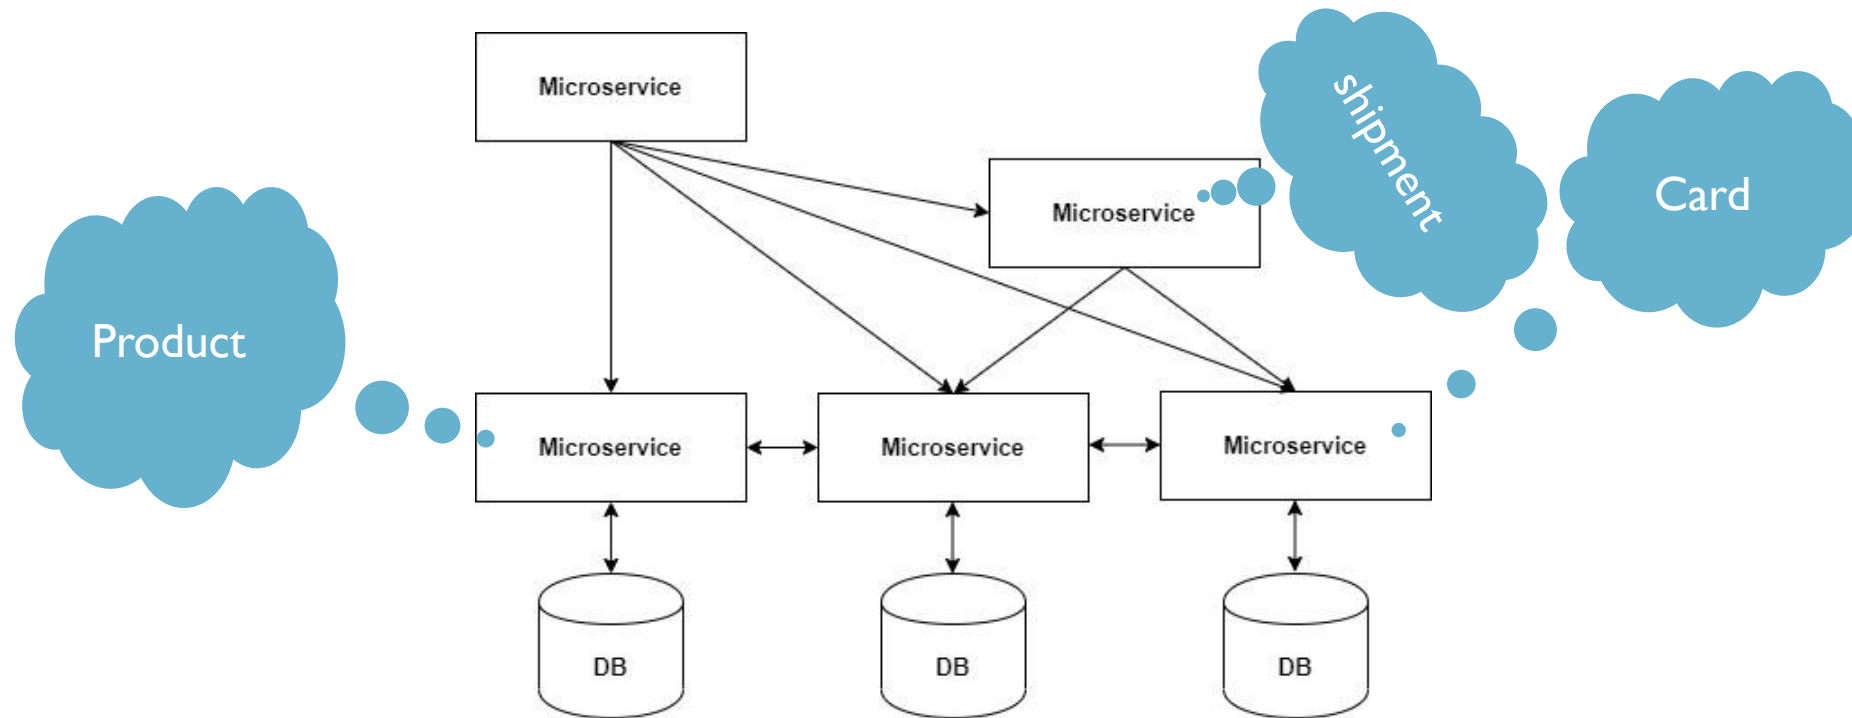 Microservice
shipment
Card
Microservice
Product
Microservice
Microservice
Microservice
DB
DB
DB